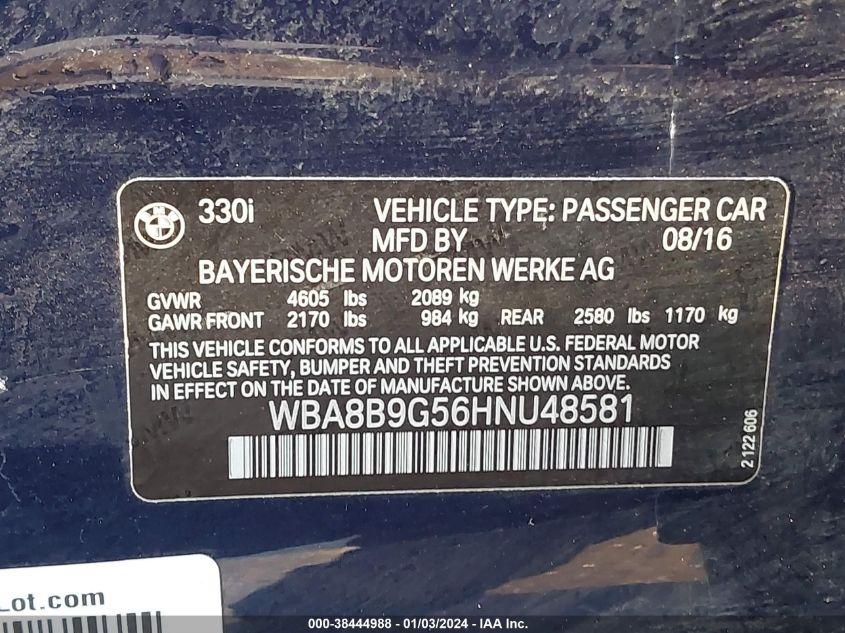 330i VEHICLE TYPE: PASSENGER CAR
MFD BY 08/16
BAYERISCHE MOTOREN WERKE AG
GVWR 4605 lbs 2089 kg
GAWR FRONT 2170 lbs 984 kg REAR 2580 lbs 1170 kg
THIS VEHICLE CONFORMS TO ALL APPLICABLE U.S. FEDERAL MOTOR
VEHICLE SAFETY, BUMPER AND THEFT PREVENTION STANDARDS
IN EFFECT ON THE DATE OF MANUFACTURE SHOWN ABOVE.
WBA8B9G56HNU48581
2 122 606
Lot.com
000-38444988 - 01/03/2024 - IAA Inc.